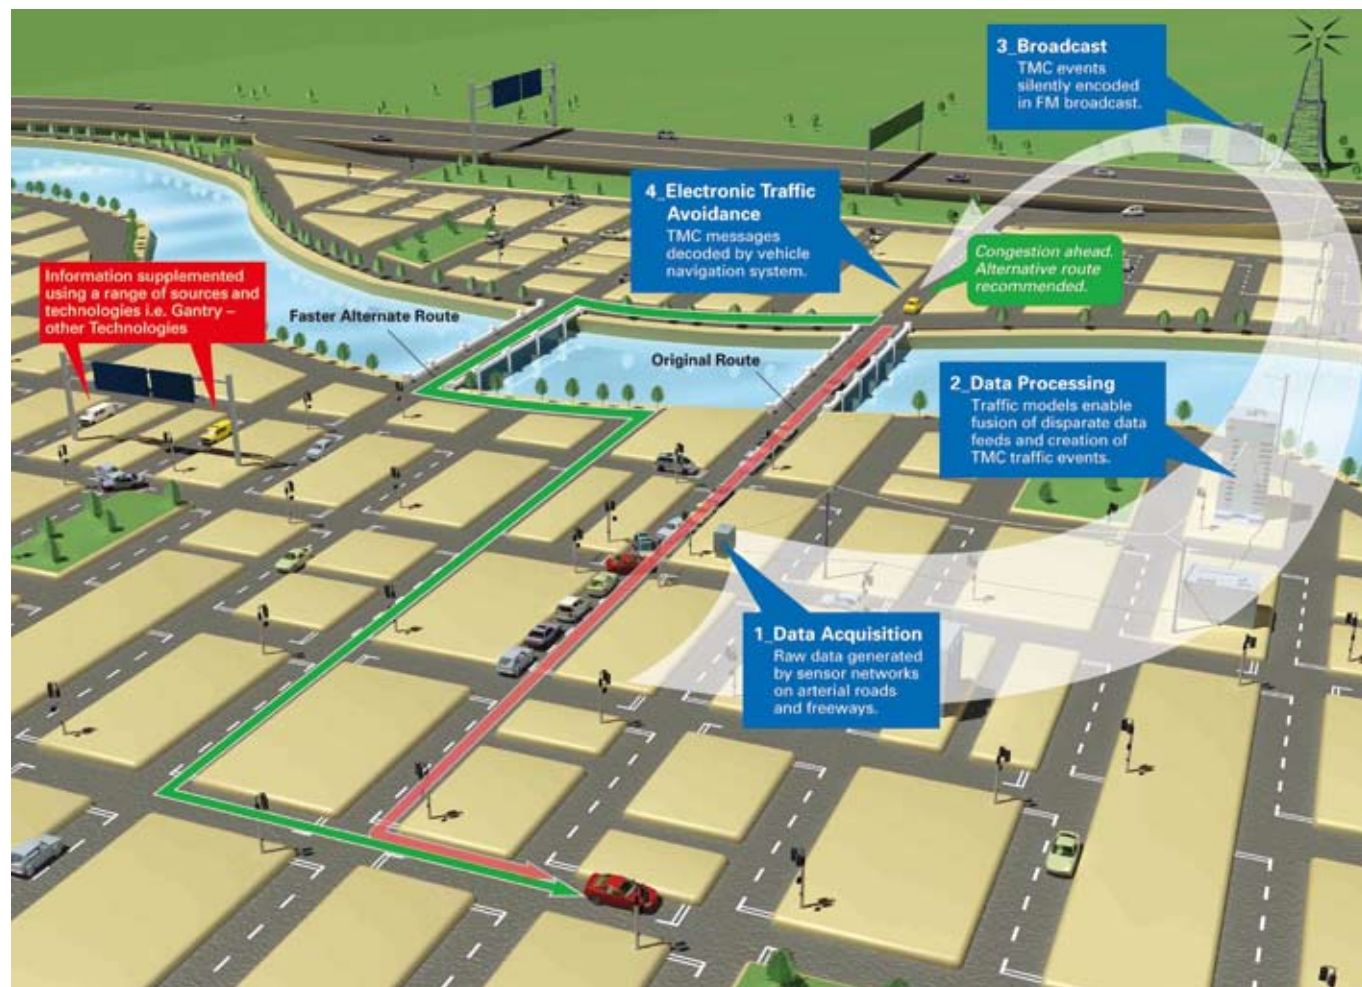 3_Broadcast
TMC events
silently encoded
in FM broadcast.
4_Electronic Traffic
Avoidance
TMC messages
decoded by vehicle
navigation system.
Congestion ahead.
Alternative route
recommended.
Information supplemented
using a range of sources and
technologies i.e. Gantry –
other Technologies
Faster Alternate Route
Original Route
2_Data Processing
Traffic models enable
fusion of disparate data
feeds and creation of
TMC traffic events.
1_Data Acquisition
Raw data generated
by sensor networks
on arterial roads
and freeways.